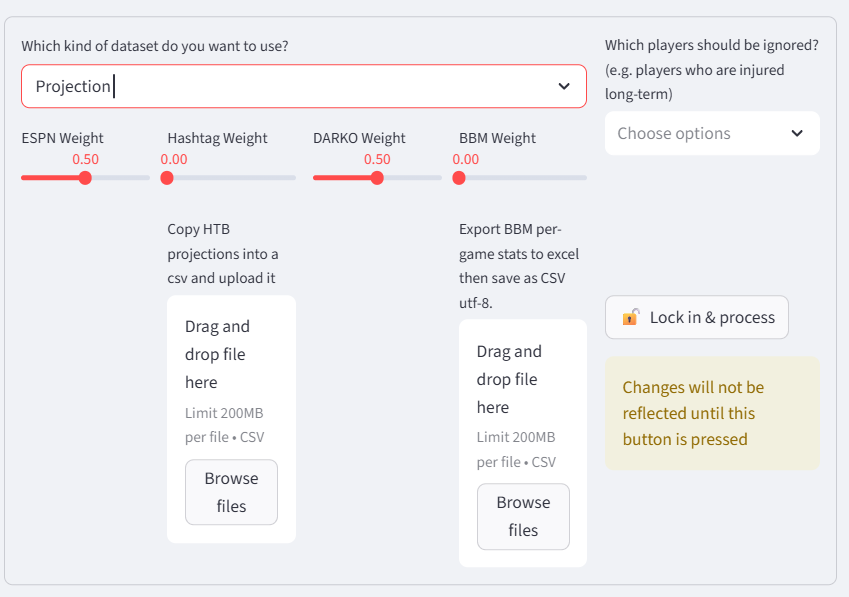 Which kind of dataset do you want to use?
Projection
ESPN Weight
0.50
Hashtag Weight
0.00
DARKO Weight
0.50
BBM Weight
0.00
Copy HTB
projections into a
csv and upload it
Drag and
drop file
here
Limit 200MB
per file • CSV
Browse
files
Export BBM per-
game stats to excel
then save as CSV
utf-8.
Drag and
drop file
here
Limit 200MB
per file • CSV
Browse
files
Which players should be ignored?
(e.g. players who are injured
long-term)
Choose options
Lock in & process
Changes will not be
reflected until this
button is pressed